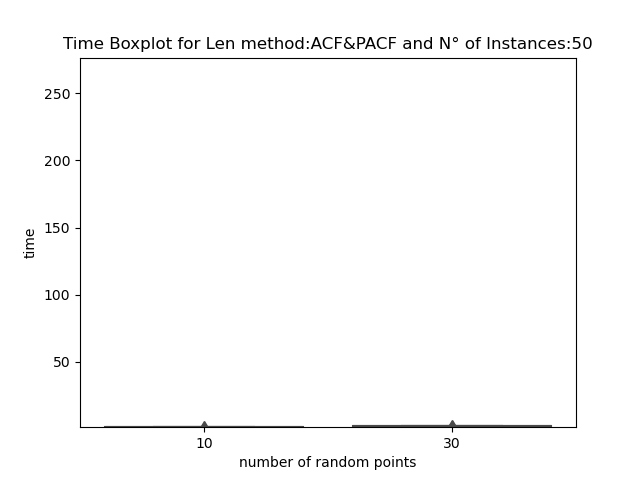 Time Boxplot for Len method:ACF&PACF and N° of Instances:50
250
200
150
100
50
time
10
30
number of random points